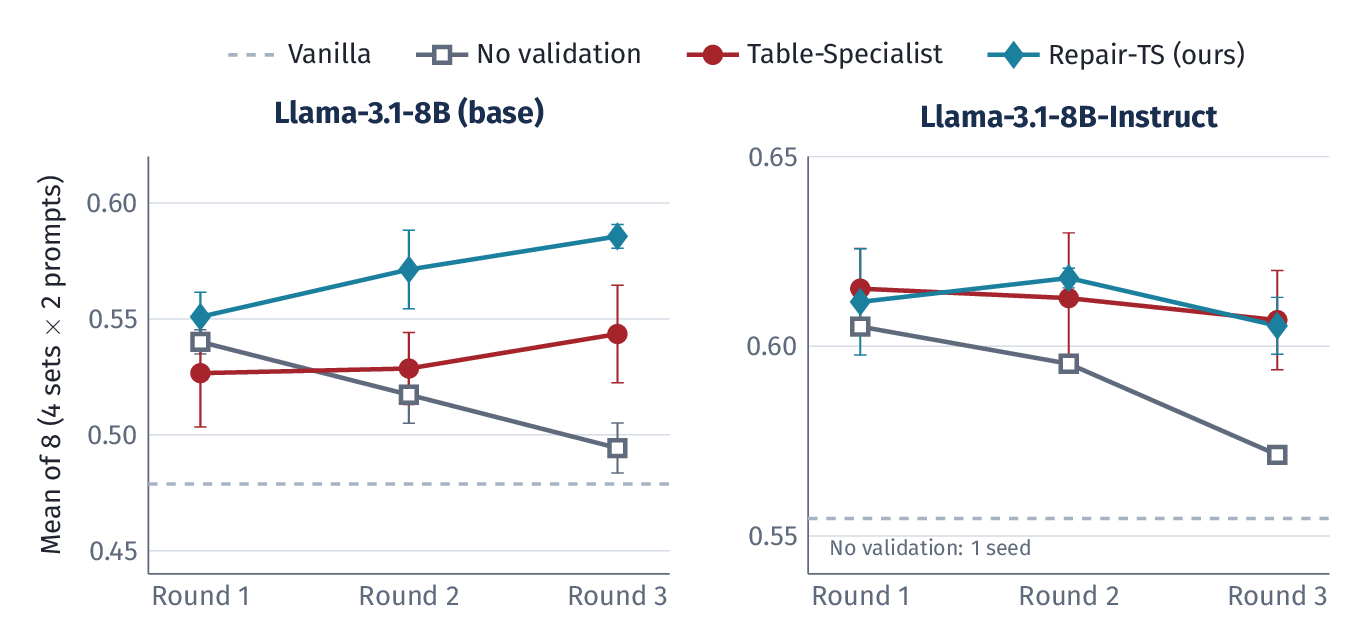 Vanilla No validation Table-Specialist Repair-TS (ours)
Llama-3.1-8B (base)
Llama-3.1-8B-Instruct
Mean of 8 (4 sets × 2 prompts)
0.60
0.55
0.50
0.45
Round 1 Round 2 Round 3
0.65
0.60
0.55
No validation: 1 seed
Round 1 Round 2 Round 3